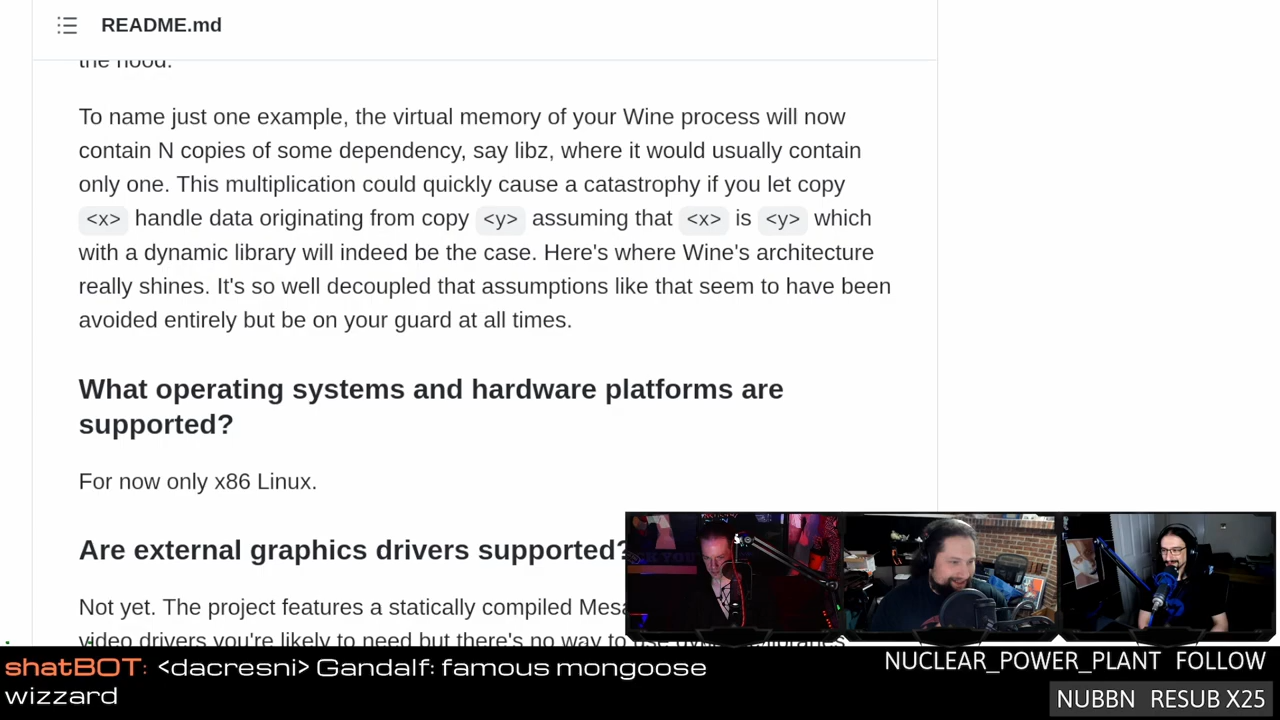 README.md
the hood.
To name just one example, the virtual memory of your Wine process will now
contain N copies of some dependency, say libz, where it would usually contain
only one. This multiplication could quickly cause a catastrophy if you let copy
<x> handle data originating from copy <y> assuming that <x> is <y> which
with a dynamic library will indeed be the case. Here's where Wine's architecture
really shines. It's so well decoupled that assumptions like that seem to have been
avoided entirely but be on your guard at all times.
What operating systems and hardware platforms are
supported?
For now only x86 Linux.
Are external graphics drivers supported?
Not yet. The project features a statically compiled Mesa
video drivers you're likely to need but there's no way to
shatBOT: <dacresni> Gandalf: famous mongoose
wizzard
NUCLEAR_POWER_PLANT FOLLOW
NUBBN RESUB X25